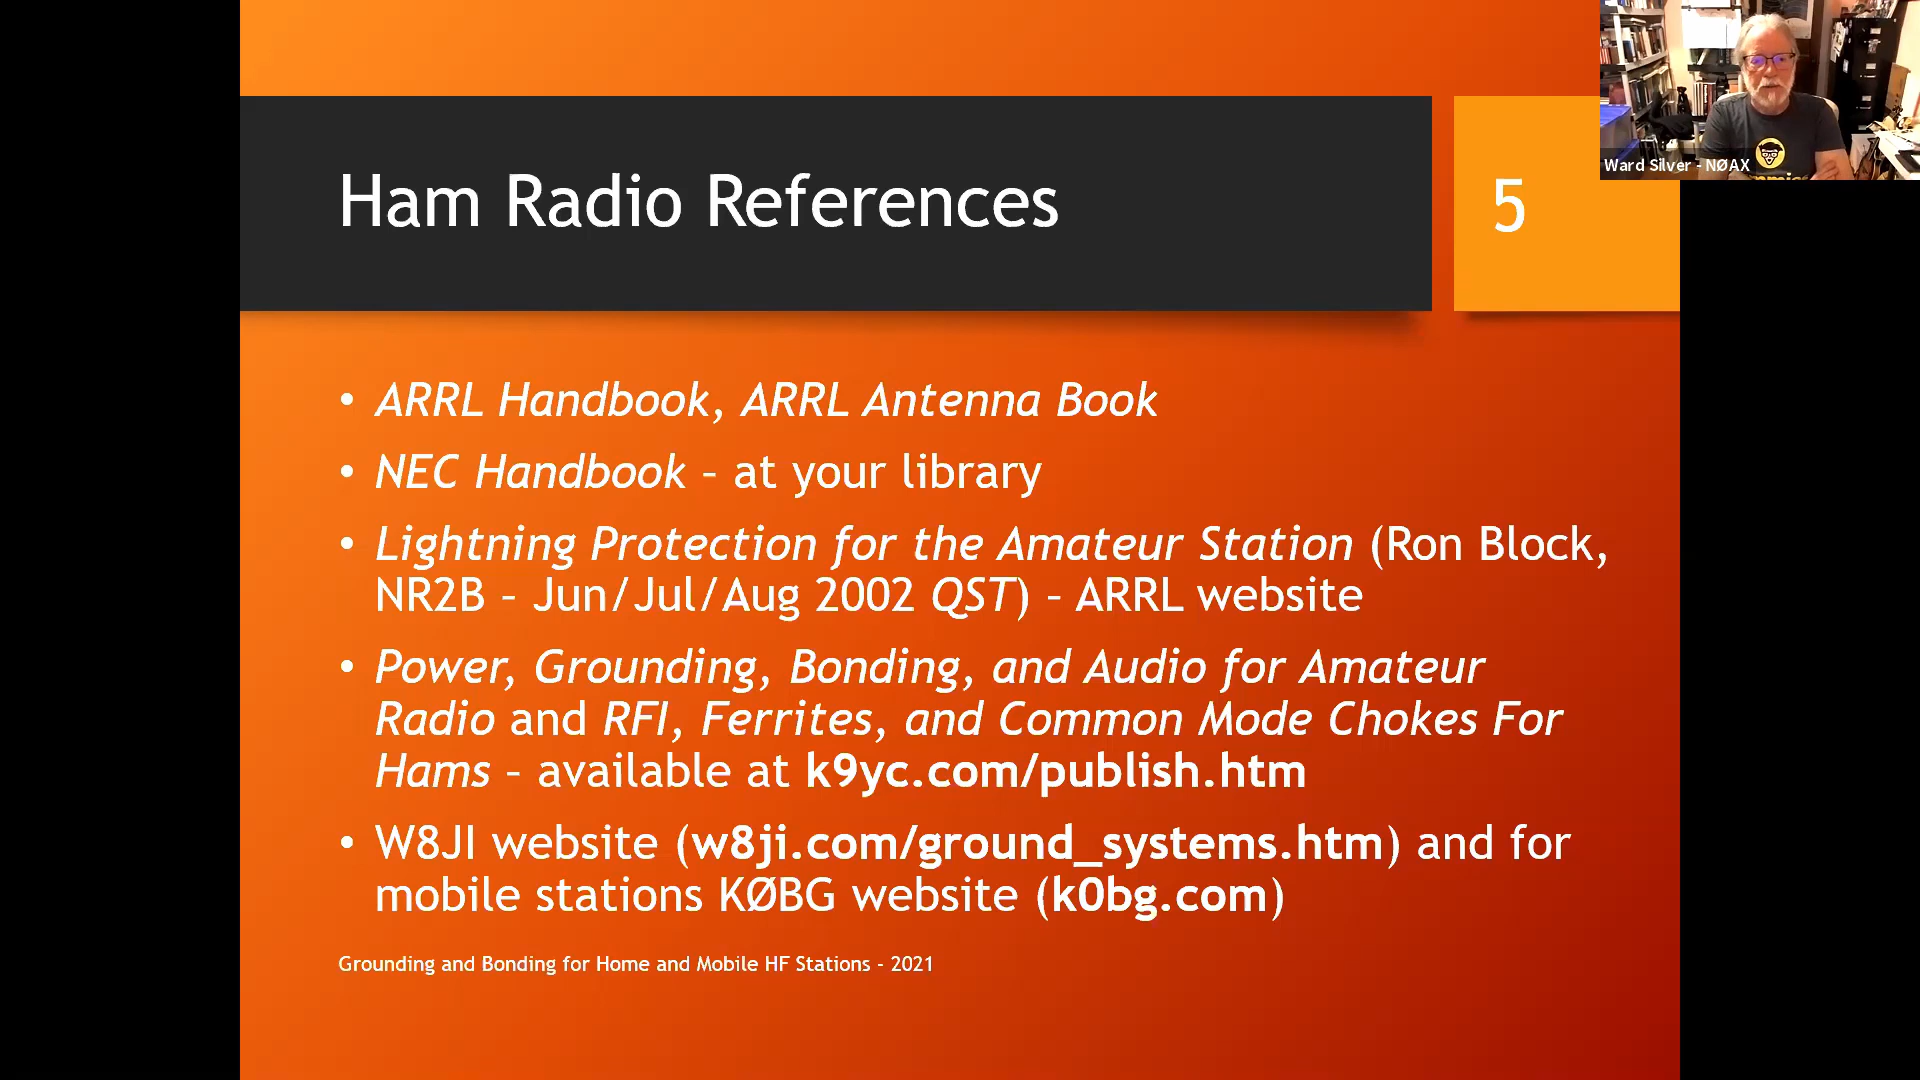 Ham Radio References
5
Ward Silver - NØAX
• ARRL Handbook, ARRL Antenna Book
• NEC Handbook – at your library
• Lightning Protection for the Amateur Station (Ron Block,
NR2B – Jun/Jul/Aug 2002 QST) – ARRL website
• Power, Grounding, Bonding, and Audio for Amateur
Radio and RFI, Ferrites, and Common Mode Chokes For
Hams – available at k9yc.com/publish.htm
• W8JI website (w8ji.com/ground_systems.htm) and for
mobile stations KØBG website (k0bg.com)
Grounding and Bonding for Home and Mobile HF Stations - 2021